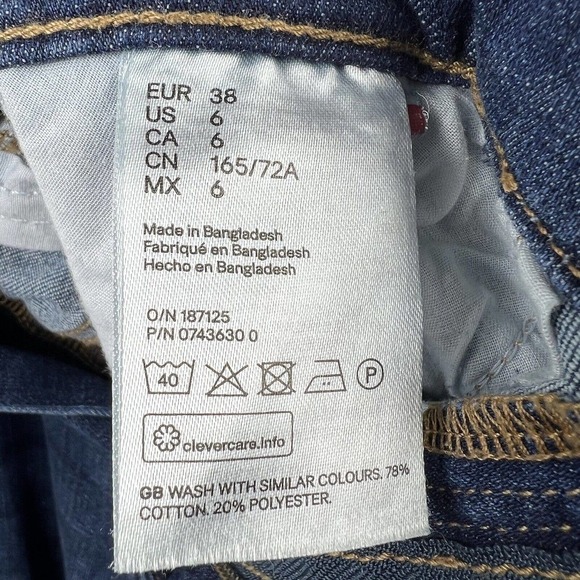 EUR 38
US 6
CA 6
CN 165/72A
MX 6
Made in Bangladesh
Fabriqué en Bangladesh
Hecho en Bangladesh
O/N 187125
P/N 0743630 0
40 P
clevercare.info
GB WASH WITH SIMILAR COLOURS. 78%
COTTON. 20% POLYESTER.